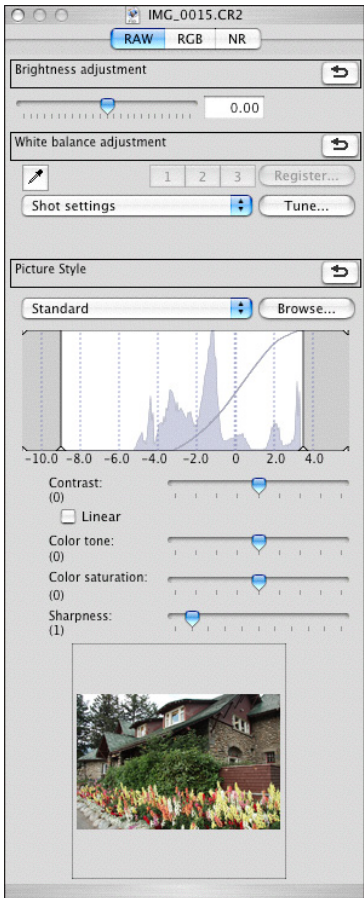 IMG_0015.CR2
RAW RGB NR
Brightness adjustment
0.00
White balance adjustment
1 2 3 Register...
Shot settings Tune...
Picture Style
Standard Browse...
-10.0 -8.0 -6.0 -4.0 -2.0 0 2.0 4.0
Contrast:
(0)
Linear
Color tone:
(0)
Color saturation:
(0)
Sharpness:
(1)